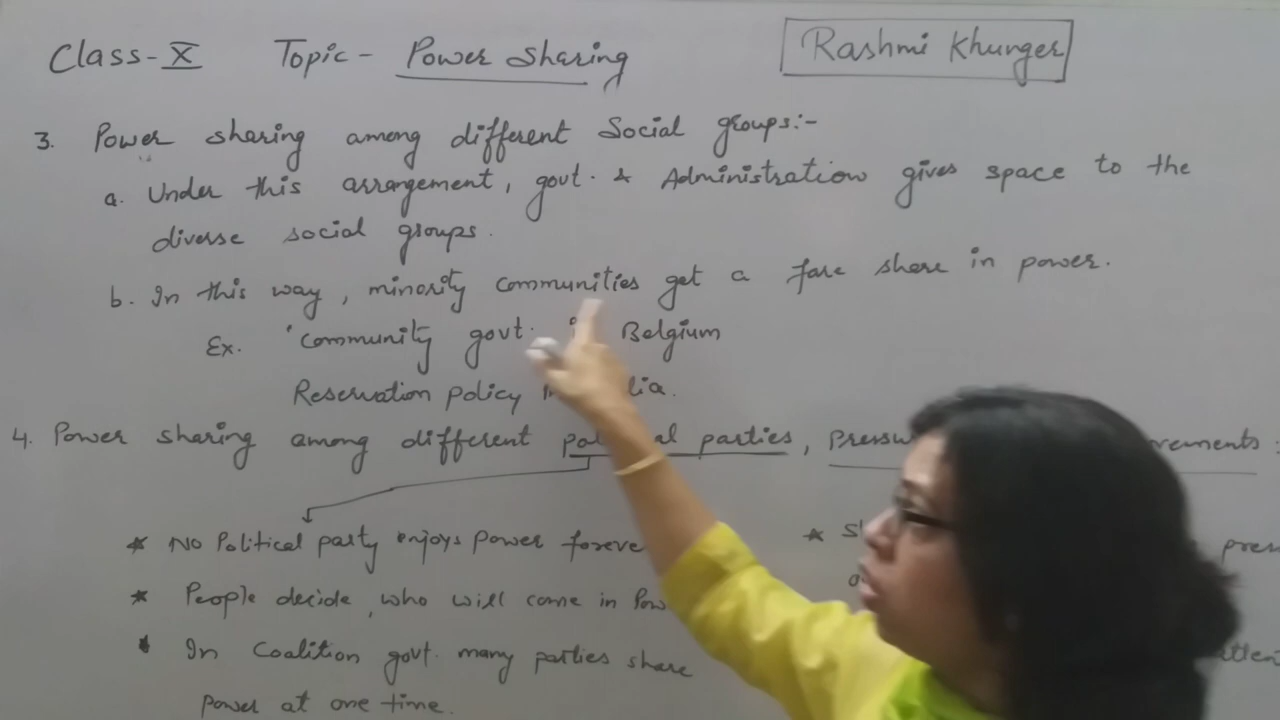 Class-X Topic- Power Sharing
Rashmi Khunger
3. Power sharing among different Social groups:-
a. Under this arrangement, govt. & Administration gives space to the
diverse social groups.
b. In this way, minority communities get a fare share in power.
Ex. 'Community govt. Belgium
Reservation policy
4. Power sharing among different parties,
* No Political party enjoys power
* People decide, who will come in
* In Coalition govt. many parties share
power at one time.
*